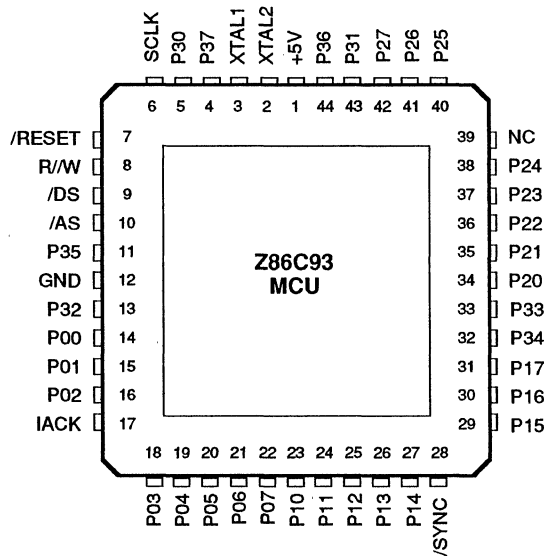 SCLK P30 P37 XTAL1 XTAL2 +5V P36 P31 P27 P26 P25
6 5 4 3 2 1 44 43 42 41 40
/RESET 7 39 NC
R//W 8 38 P24
/DS 9 37 P23
/AS 10 36 P22
P35 11 35 P21
GND 12 34 P20
P32 13 33 P33
P00 14 32 P34
P01 15 31 P17
P02 16 30 P16
IACK 17 29 P15
Z86C93
MCU
18 19 20 21 22 23 24 25 26 27 28
P03 P04 P05 P06 P07 P10 P11 P12 P13 P14 /SYNC